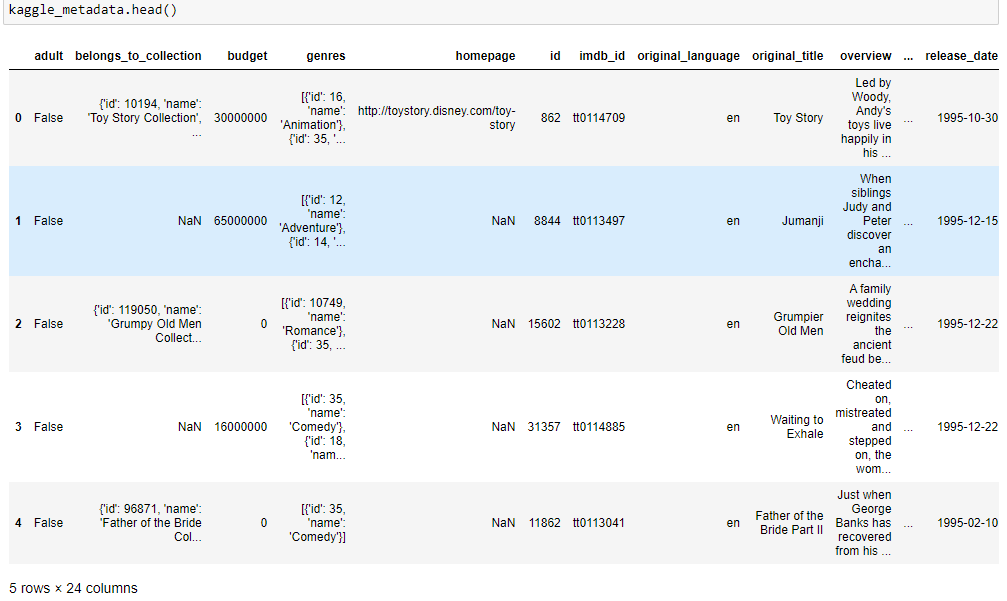 kaggle_metadata.head()
adult belongs_to_collection budget genres homepage id imdb_id original_language original_title overview ... release_date
0 False {'id': 10194, 'name': 'Toy Story Collection', ... 30000000 [{'id': 16, 'name': 'Animation'}, {'id': 35, '... http://toystory.disney.com/toy-story 862 tt0114709 en Toy Story Led by Woody, Andy's toys live happily in his ... ... 1995-10-30
1 False NaN 65000000 [{'id': 12, 'name': 'Adventure'}, {'id': 14, '... NaN 8844 tt0113497 en Jumanji When siblings Judy and Peter discover an encha... ... 1995-12-15
2 False {'id': 119050, 'name': 'Grumpy Old Men Collect... 0 [{'id': 10749, 'name': 'Romance'}, {'id': 35, ... NaN 15602 tt0113228 en Grumpier Old Men A family wedding reignites the ancient feud be... ... 1995-12-22
3 False NaN 16000000 [{'id': 35, 'name': 'Comedy'}, {'id': 18, 'nam... NaN 31357 tt0114885 en Waiting to Exhale Cheated on, mistreated and stepped on, the wom... ... 1995-12-22
4 False {'id': 96871, 'name': 'Father of the Bride Col... 0 [{'id': 35, 'name': 'Comedy'}] NaN 11862 tt0113041 en Father of the Bride Part II Just when George Banks has recovered from his ... ... 1995-02-10
5 rows × 24 columns